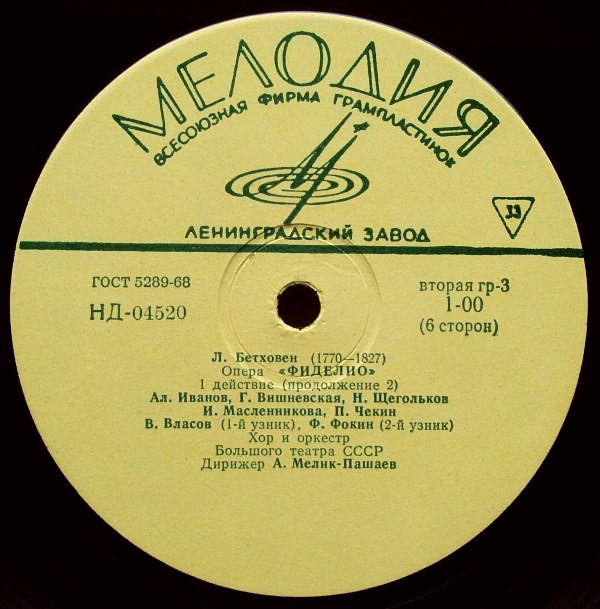 МЕЛОДИЯ
ВСЕСОЮЗНАЯ ФИРМА ГРАМПЛАСТИНОК
33
ЛЕНИНГРАДСКИЙ ЗАВОД
ГОСТ 5289-68
НД-04520
вторая гр-3
1-00
(6 сторон)
Л. Бетховен (1770—1827)
Опера «ФИДЕЛИО»
1 действие (продолжение 2)
Ал. Иванов, Г. Вишневская, Н. Щегольков
И. Масленникова, П. Чекин
В. Власов (1-й узник), Ф. Фокин (2-й узник)
Хор и оркестр
Большого театра СССР
Дирижер А. Мелик-Пашаев